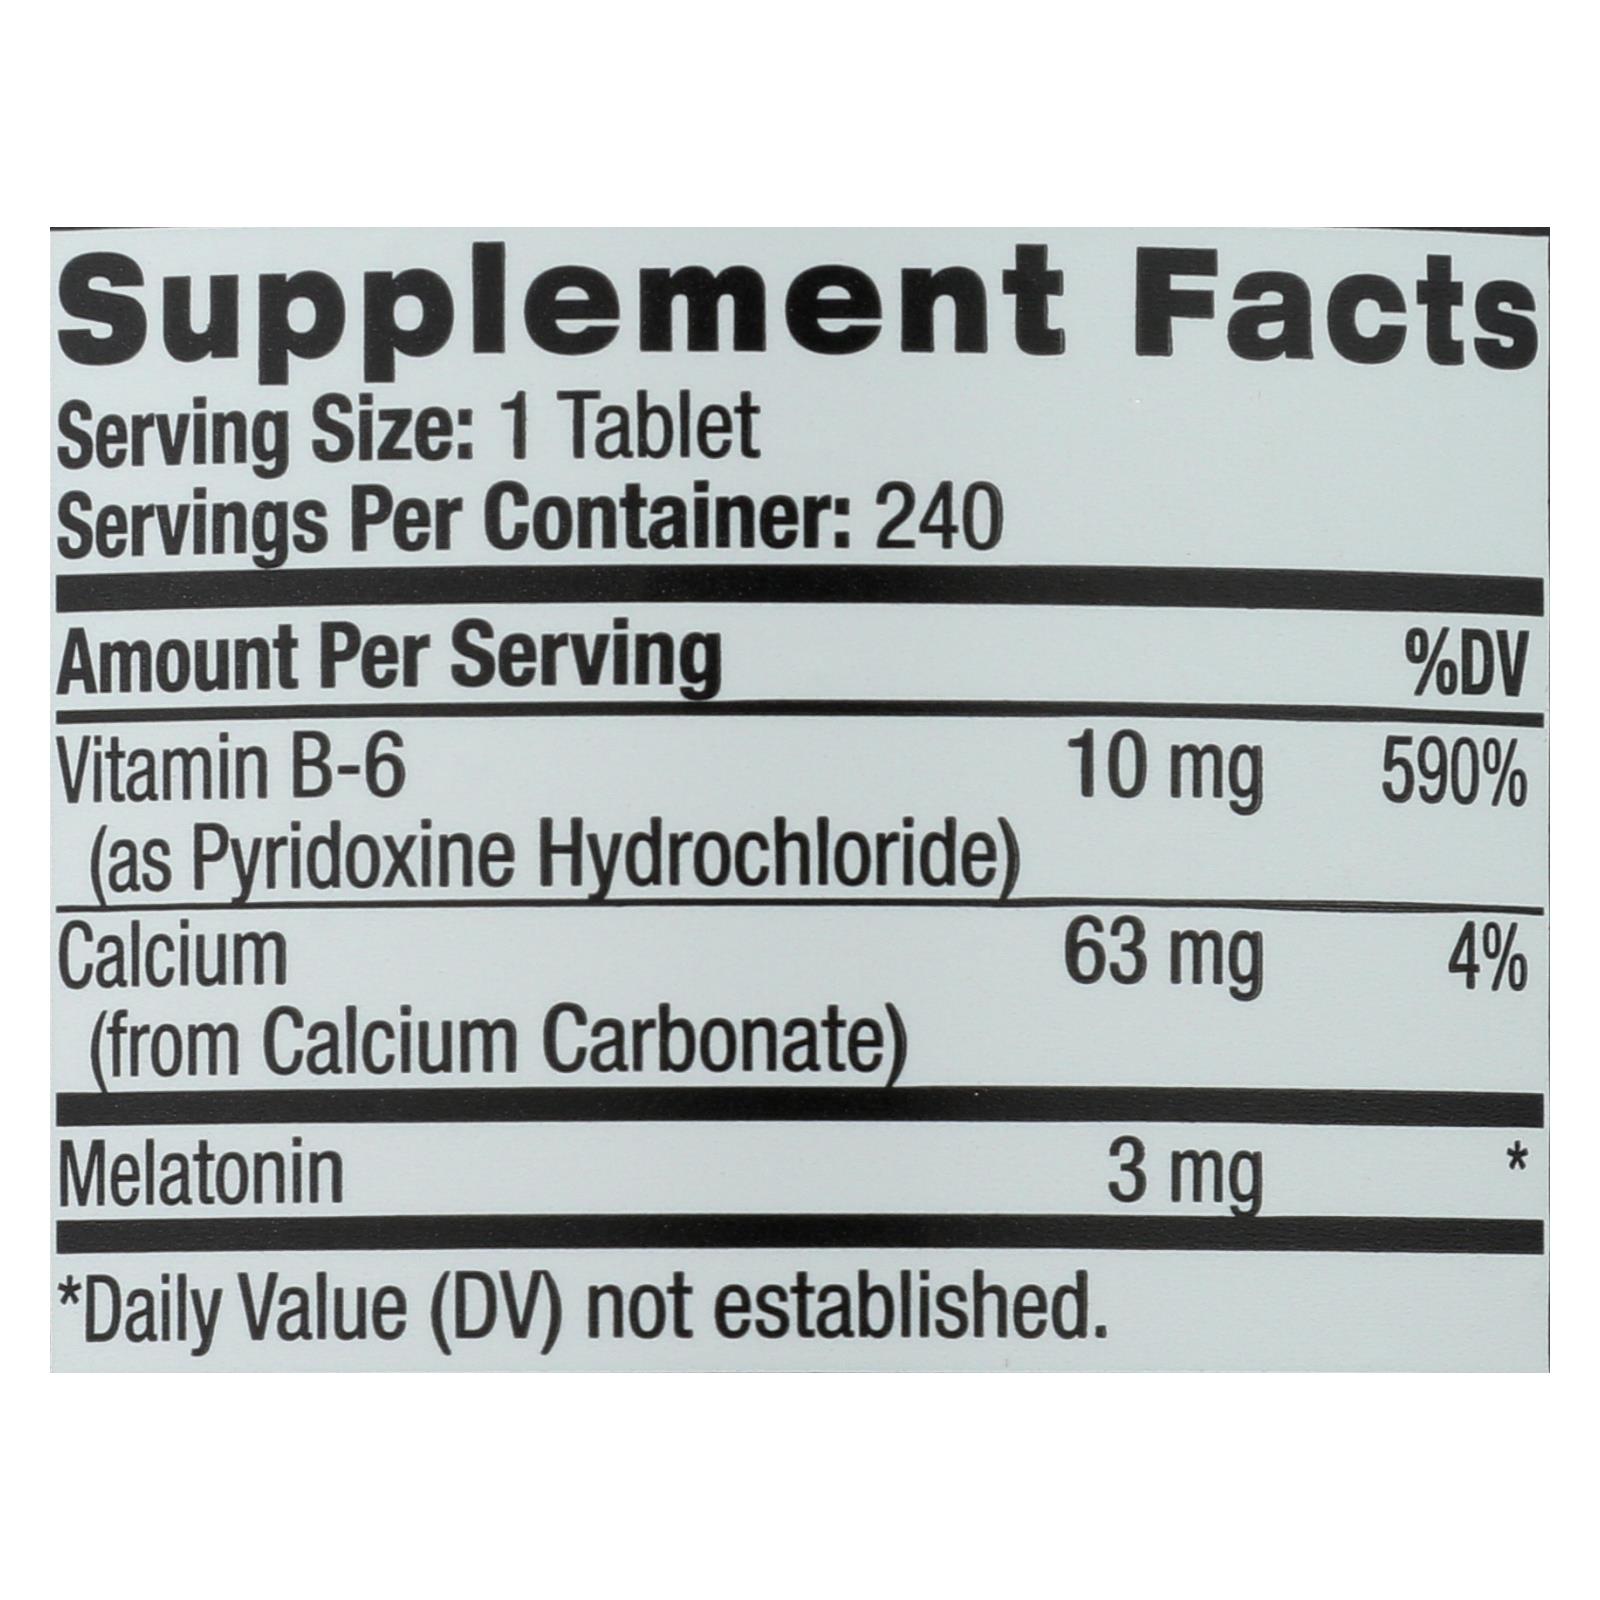 Supplement Facts
Serving Size: 1 Tablet
Servings Per Container: 240
Amount Per Serving %DV
Vitamin B-6 10 mg 590%
(as Pyridoxine Hydrochloride)
Calcium 63 mg 4%
(from Calcium Carbonate)
Melatonin 3 mg *
*Daily Value (DV) not established.